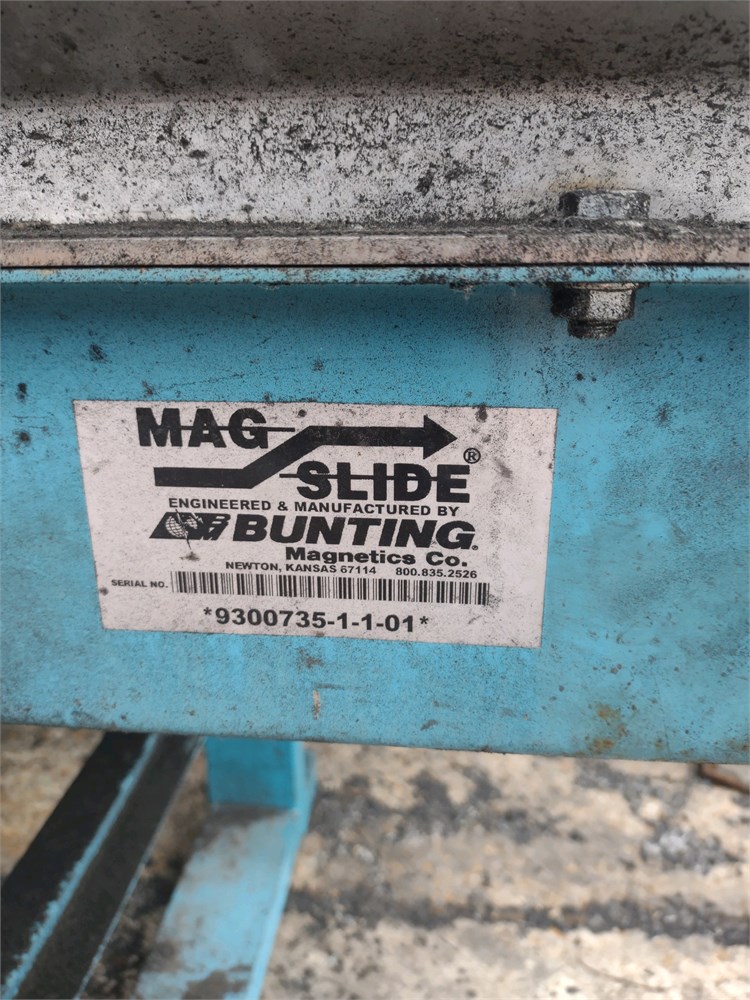 MAG
SLIDE®
ENGINEERED & MANUFACTURED BY
BUNTING®
Magnetics Co.
NEWTON, KANSAS 67114 800.835.2526
SERIAL NO.
*9300735-1-1-01*